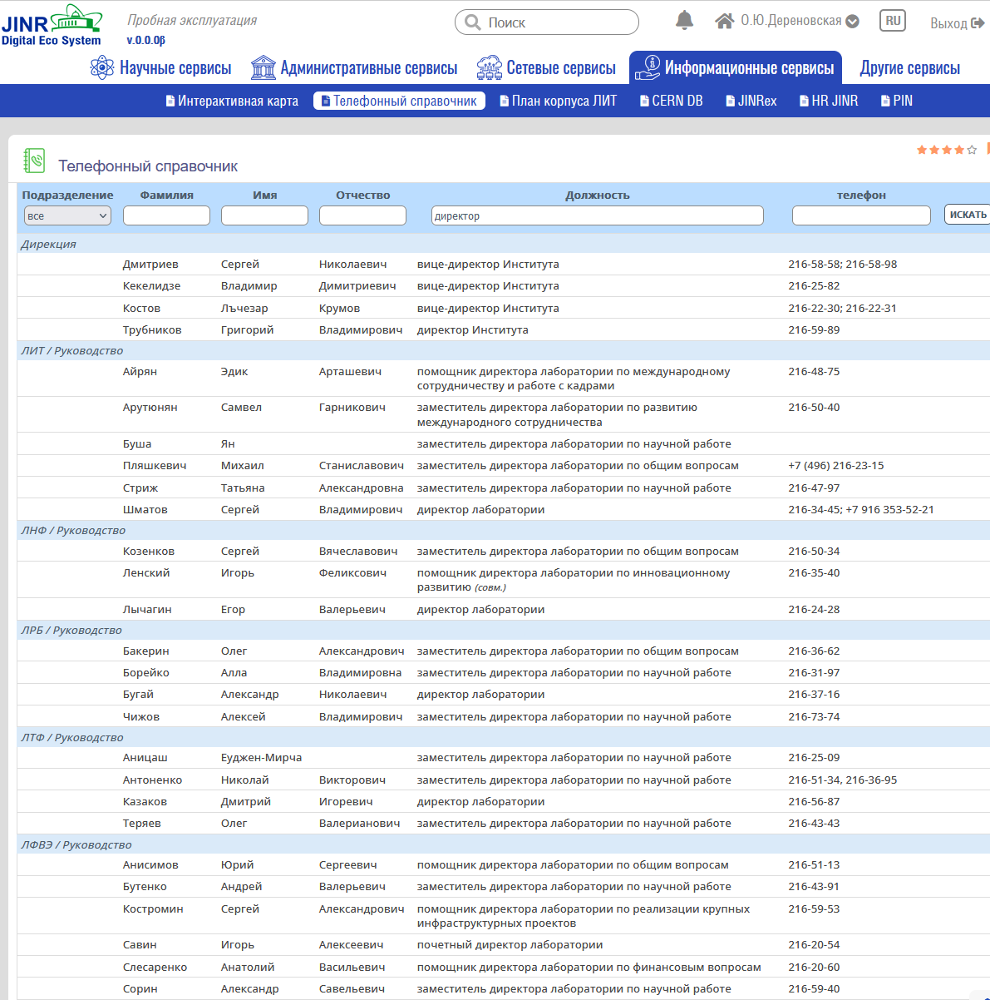 JINR
Digital Eco System
Пробная эксплуатация
v.0.0.0β
Поиск
О.Ю.Дереновская
RU
Выход
Научные сервисы
Административные сервисы
Сетевые сервисы
Информационные сервисы
Другие сервисы
Интерактивная карта
Телефонный справочник
План корпуса ЛИТ
CERN DB
JINRex
HR JINR
PIN
Телефонный справочник
Подразделение Фамилия Имя Отчество Должность телефон
все директор ИСКАТЬ
Дирекция
Дмитриев Сергей Николаевич вице-директор Института 216-58-58; 216-58-98
Кекелидзе Владимир Димитриевич вице-директор Института 216-25-82
Костов Лъчезар Крумов вице-директор Института 216-22-30; 216-22-31
Трубников Григорий Владимирович директор Института 216-59-89
ЛИТ / Руководство
Айрян Эдик Арташевич помощник директора лаборатории по международному 216-48-75
сотрудничеству и работе с кадрами
Арутюнян Самвел Гарникович заместитель директора лаборатории по развитию 216-50-40
международного сотрудничества
Буша Ян заместитель директора лаборатории по научной работе
Пляшкевич Михаил Станиславович заместитель директора лаборатории по общим вопросам +7 (496) 216-23-15
Стриж Татьяна Александровна заместитель директора лаборатории по научной работе 216-47-97
Шматов Сергей Владимирович директор лаборатории 216-34-45; +7 916 353-52-21
ЛНФ / Руководство
Козенков Сергей Вячеславович заместитель директора лаборатории по общим вопросам 216-50-34
Ленский Игорь Феликсович помощник директора лаборатории по инновационному 216-35-40
развитию (совм.)
Лычагин Егор Валерьевич директор лаборатории 216-24-28
ЛРБ / Руководство
Бакерин Олег Александрович заместитель директора лаборатории по общим вопросам 216-36-62
Борейко Алла Владимировна заместитель директора лаборатории по научной работе 216-31-97
Бугай Александр Николаевич директор лаборатории 216-37-16
Чижов Алексей Владимирович заместитель директора лаборатории по научной работе 216-73-74
ЛТФ / Руководство
Аницаш Еуджен-Мирча заместитель директора лаборатории по научной работе 216-25-09
Антоненко Николай Викторович заместитель директора лаборатории по научной работе 216-51-34, 216-36-95
Казаков Дмитрий Игоревич директор лаборатории 216-56-87
Теряев Олег Валерианович заместитель директора лаборатории по научной работе 216-43-43
ЛФВЭ / Руководство
Анисимов Юрий Сергеевич помощник директора лаборатории по общим вопросам 216-51-13
Бутенко Андрей Валерьевич заместитель директора лаборатории по научной работе 216-43-91
Костромин Сергей Александрович помощник директора лаборатории по реализации крупных 216-59-53
инфраструктурных проектов
Савин Игорь Алексеевич почетный директор лаборатории 216-20-54
Слесаренко Анатолий Васильевич помощник директора лаборатории по финансовым вопросам 216-20-60
Сорин Александр Савельевич заместитель директора лаборатории по научной работе 216-59-40